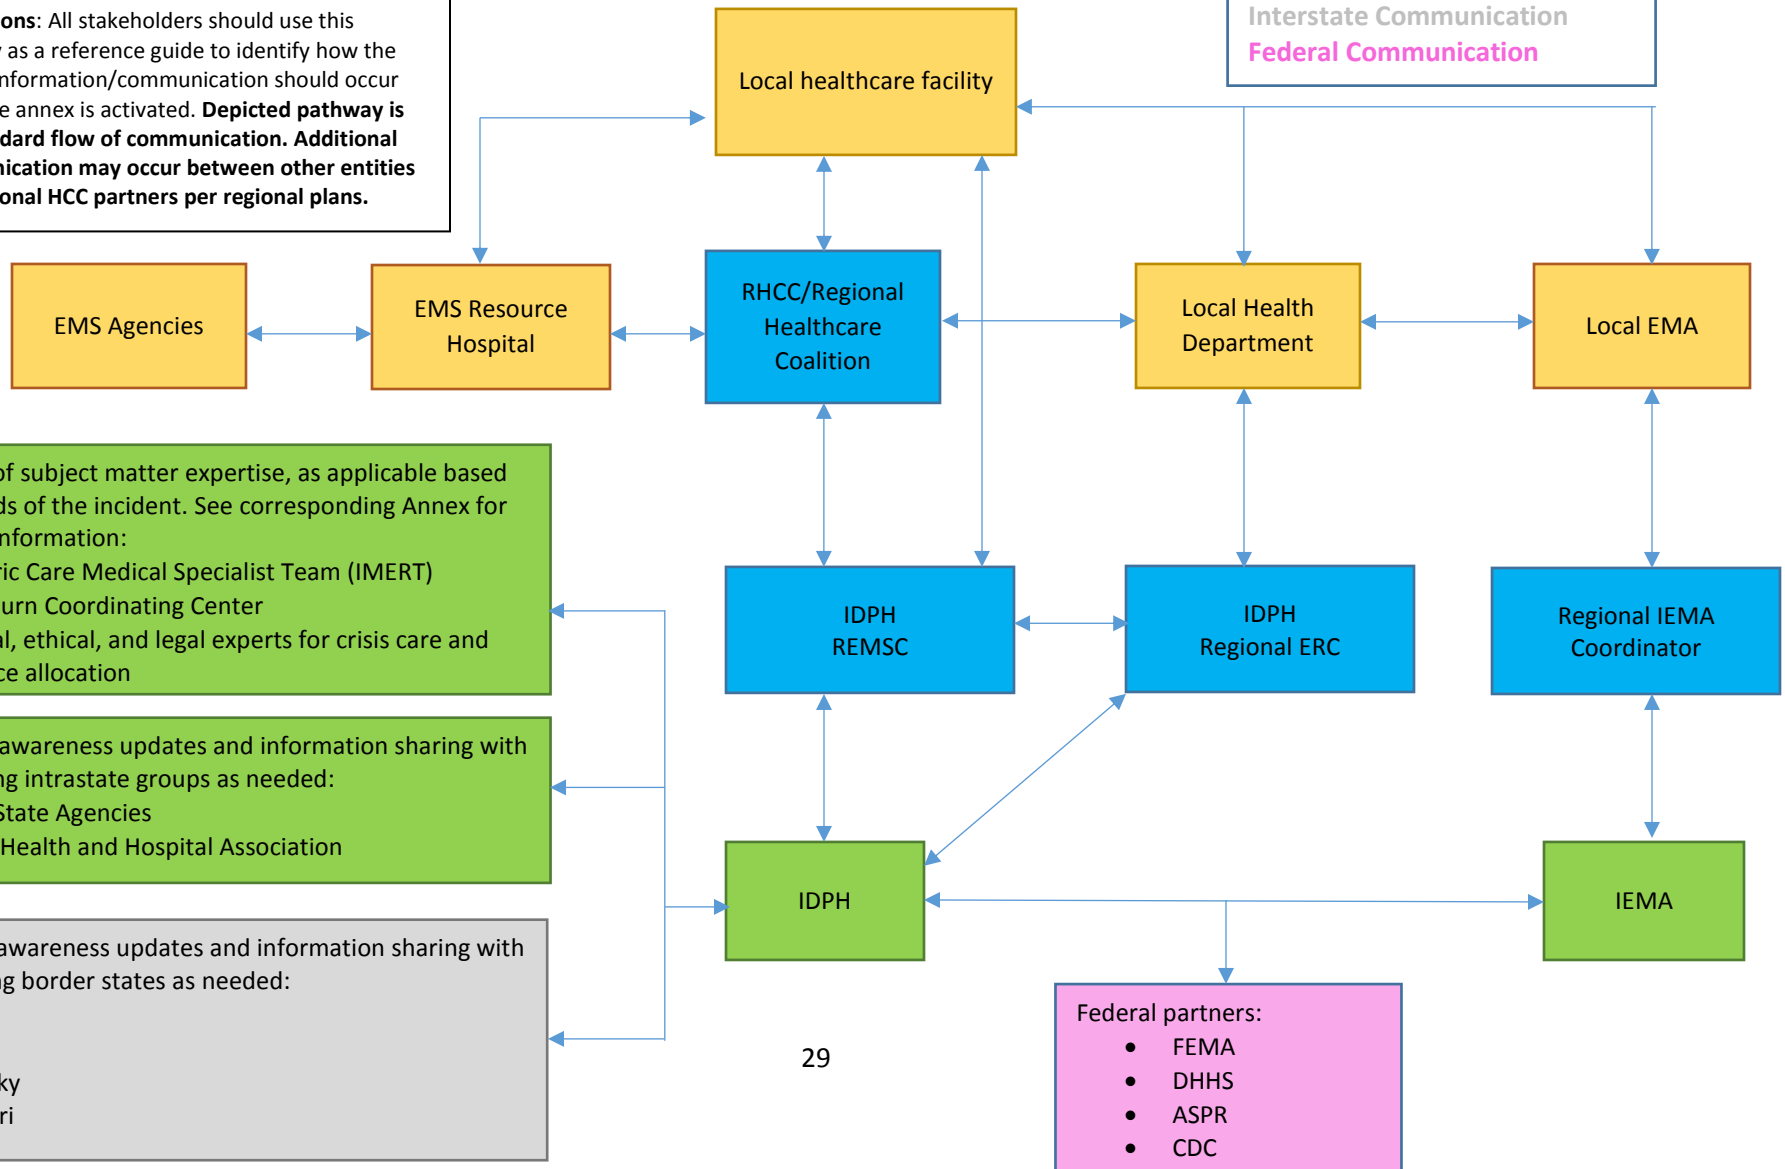 ons: All stakeholders should use this
as a reference guide to identify how the
information/communication should occur
e annex is activated. Depicted pathway is
dard flow of communication. Additional
nication may occur between other entities
onal HCC partners per regional plans.
Interstate Communication
Federal Communication
Local healthcare facility
EMS Agencies
EMS Resource
Hospital
RHCC/Regional
Healthcare
Coalition
Local Health
Department
Local EMA
of subject matter expertise, as applicable based
ds of the incident. See corresponding Annex for
information:
ric Care Medical Specialist Team (IMERT)
urn Coordinating Center
al, ethical, and legal experts for crisis care and
ce allocation
IDPH
REMSC
IDPH
Regional ERC
Regional IEMA
Coordinator
awareness updates and information sharing with
ng intrastate groups as needed:
State Agencies
Health and Hospital Association
IDPH
IEMA
awareness updates and information sharing with
ng border states as needed:
ky
ri
Federal partners:
• FEMA
• DHHS
• ASPR
• CDC
29